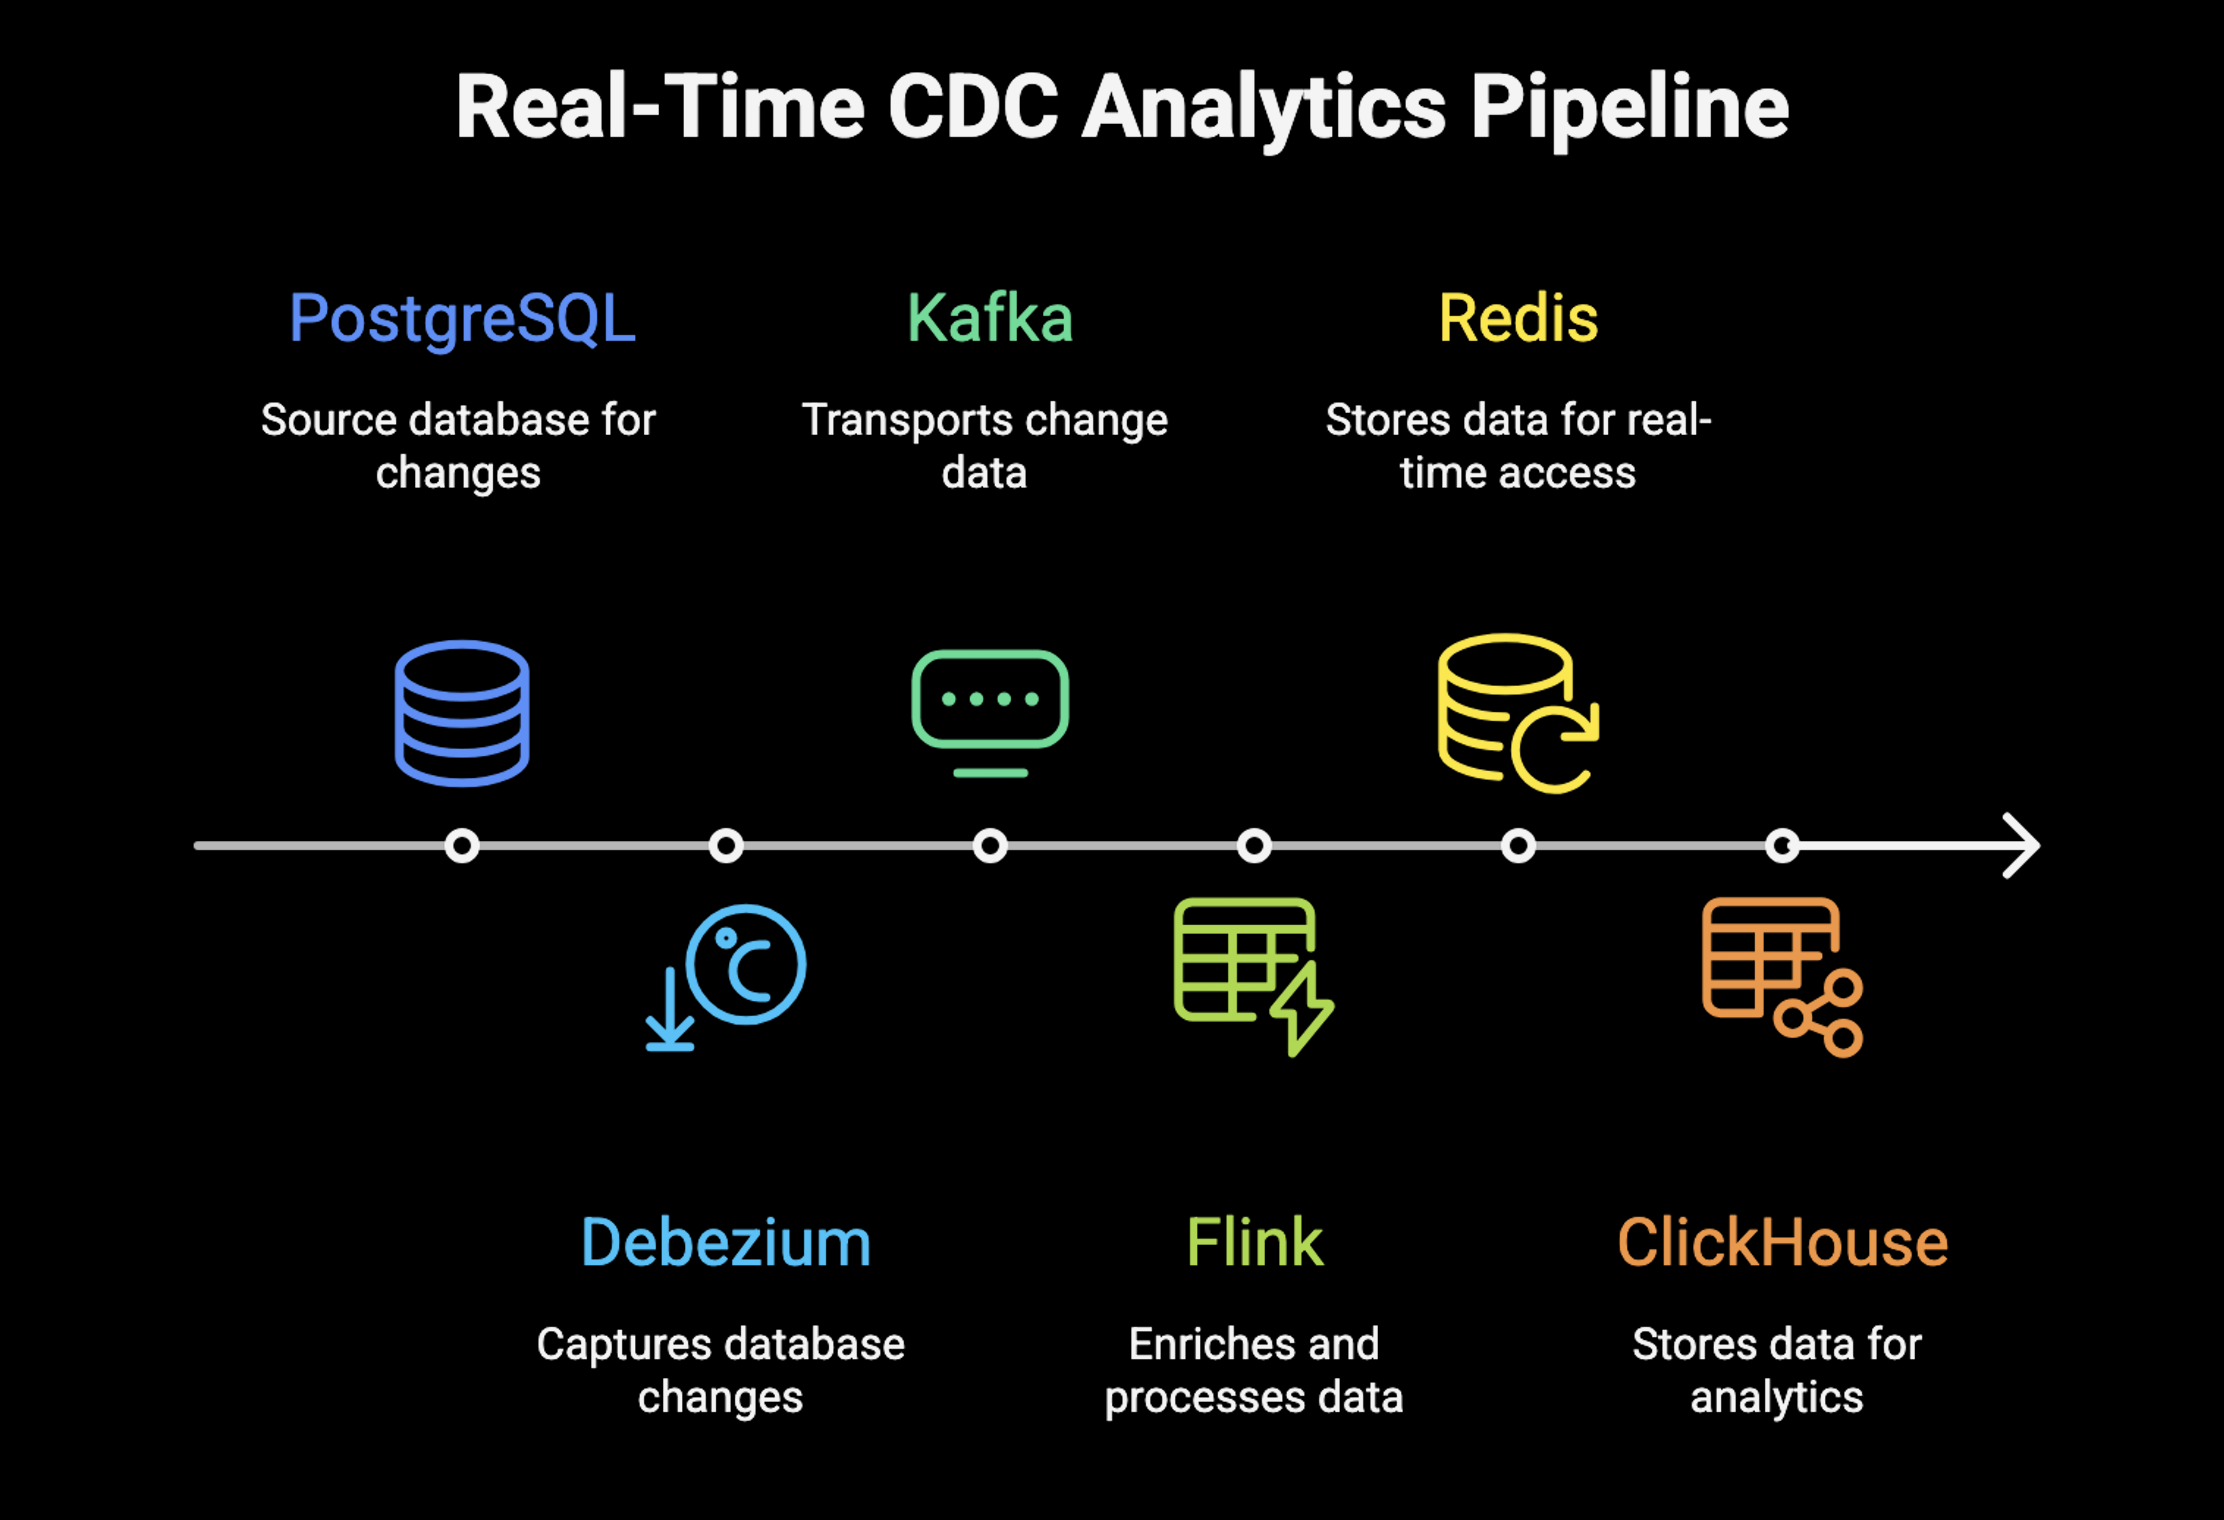 Real-Time CDC Analytics Pipeline
PostgreSQL
Source database for
changes
Kafka
Transports change
data
Redis
Stores data for real-
time access
°C
Debezium
Captures database
changes
Flink
Enriches and
processes data
ClickHouse
Stores data for
analytics